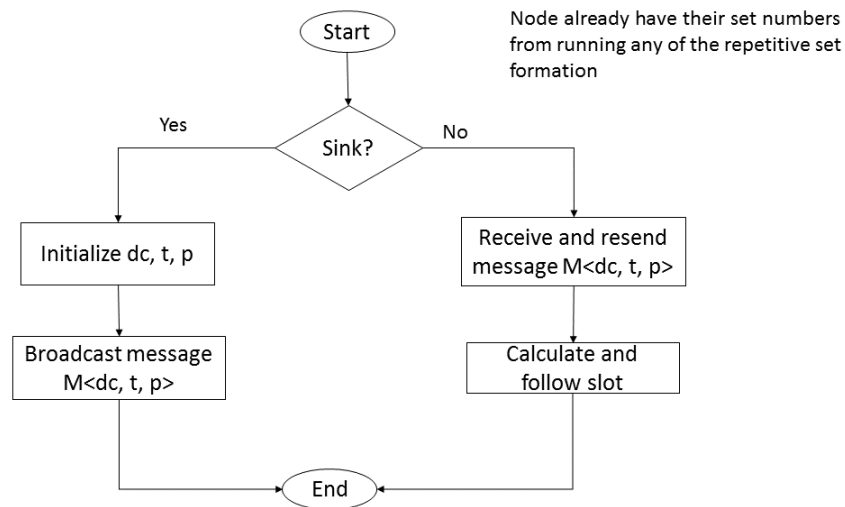 Start
Node already have their set numbers
from running any of the repetitive set
formation
Yes
No
Sink?
Initialize dc, t, p
Receive and resend
message M<dc, t, p>
Broadcast message
M<dc, t, p>
Calculate and
follow slot
End